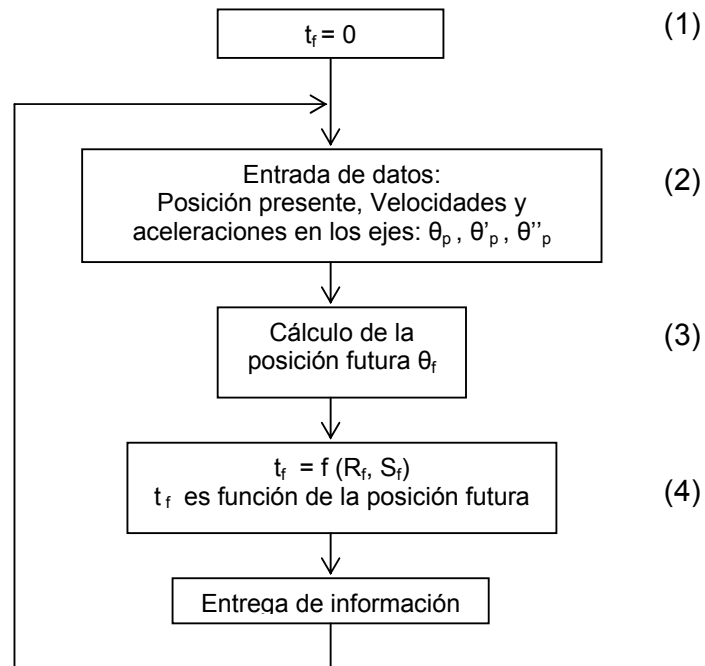 t_f = 0
(1)
Entrada de datos:
Posición presente, Velocidades y
aceleraciones en los ejes: θ_p , θ'_p , θ''_p
(2)
Cálculo de la
posición futura θ_f
(3)
t_f = f (R_f, S_f)
t_f es función de la posición futura
(4)
Entrega de información